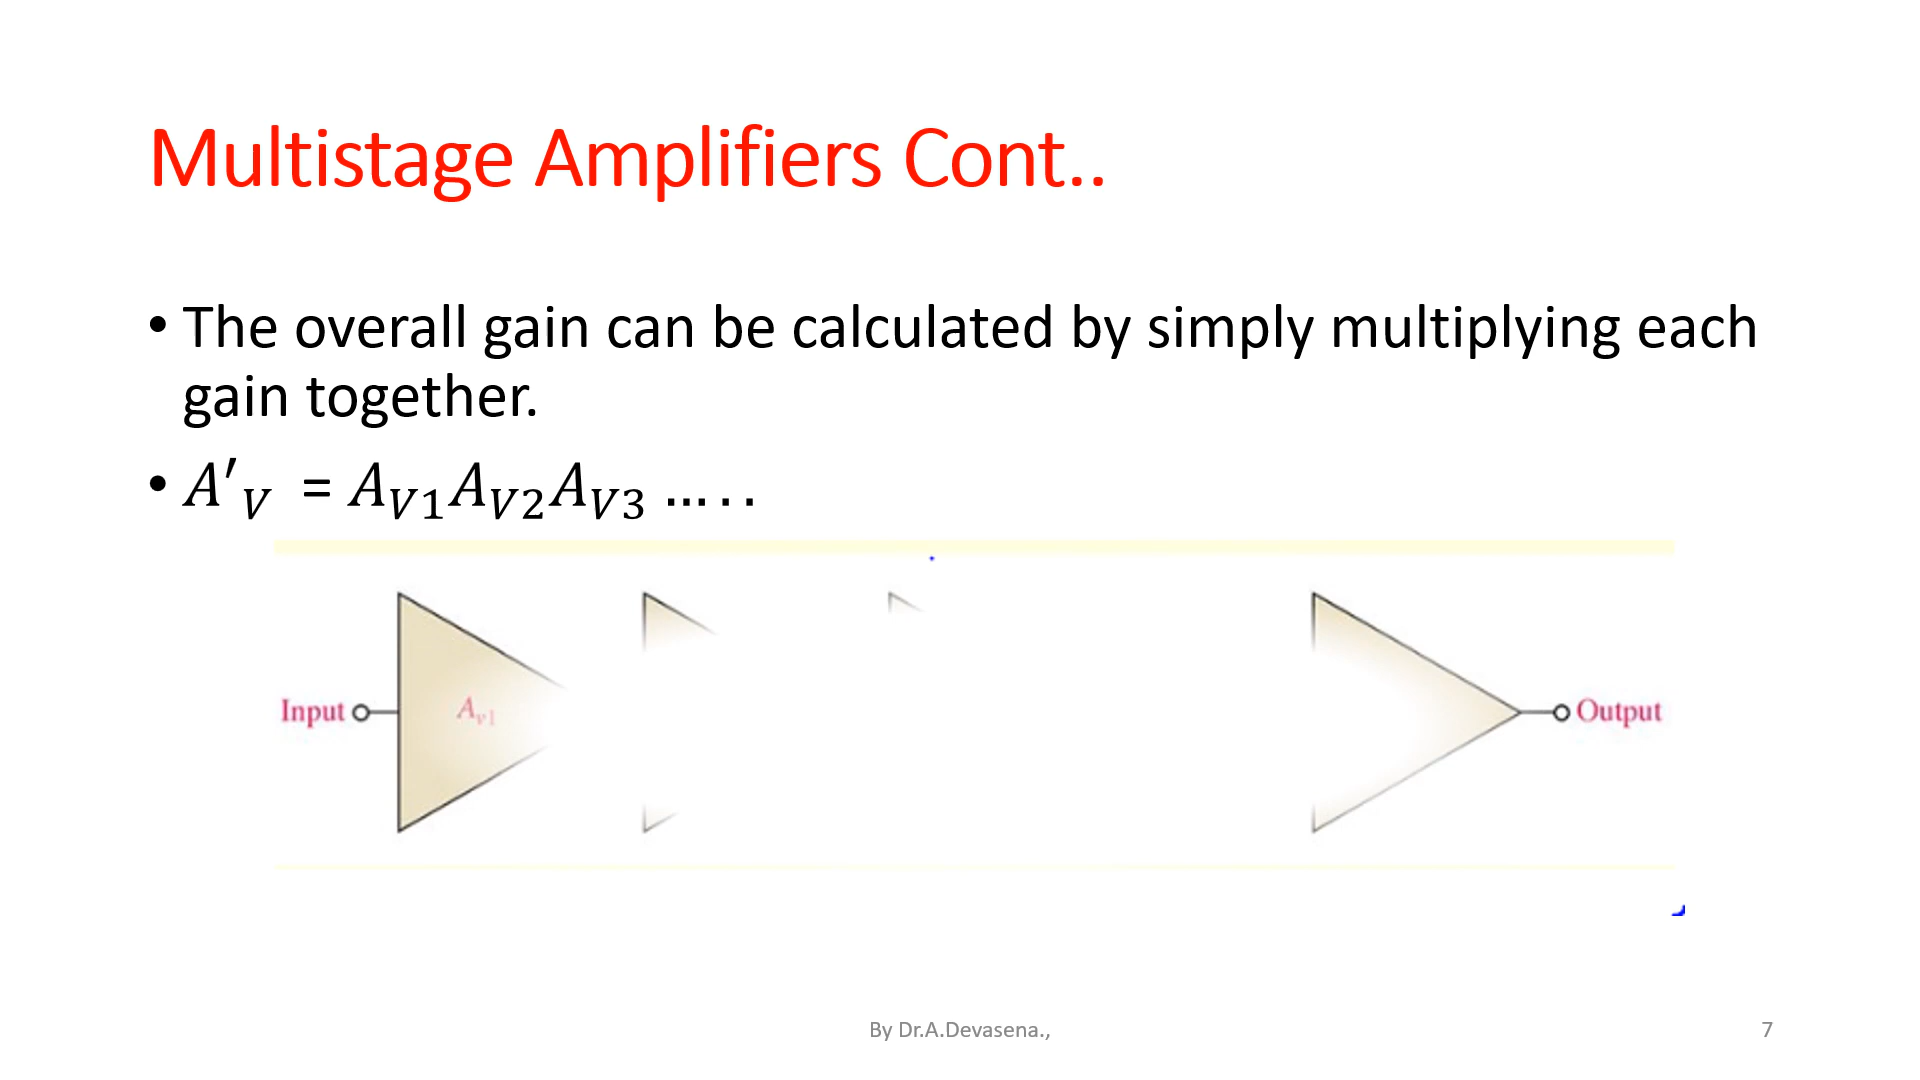 Multistage Amplifiers Cont..
• The overall gain can be calculated by simply multiplying each
gain together.
• A′V = AV1AV2AV3 … . .
Input Av1 Output
By Dr.A.Devasena., 7